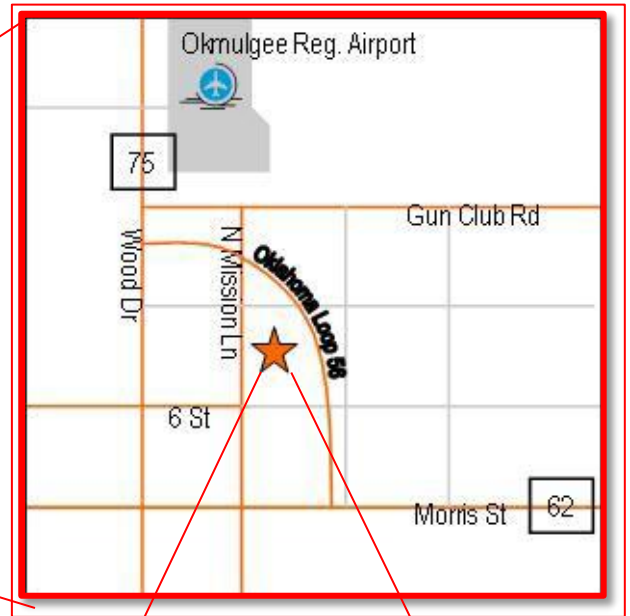 Okmulgee Reg. Airport
75
Gun Club Rd
Wood Dr
N Mission Ln
Oklahoma Loop 56
6 St
Morris St
62